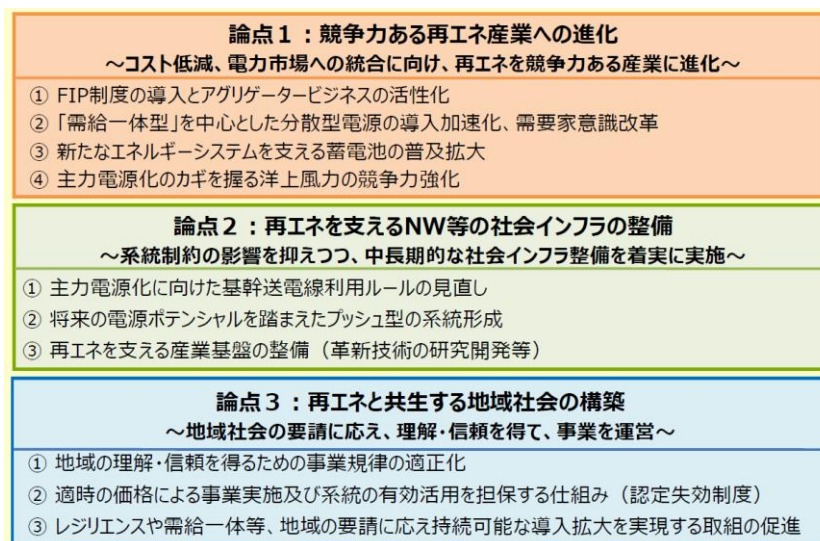 論点１：競争力ある再エネ産業への進化
～コスト低減、電力市場への統合に向け、再エネを競争力ある産業に進化～
① FIP制度の導入とアグリゲータービジネスの活性化
② 「需給一体型」を中心とした分散型電源の導入加速化、需要家意識改革
③ 新たなエネルギーシステムを支える蓄電池の普及拡大
④ 主力電源化のカギを握る洋上風力の競争力強化
論点２：再エネを支えるNW等の社会インフラの整備
～系統制約の影響を抑えつつ、中長期的な社会インフラ整備を着実に実施～
① 主力電源化に向けた基幹送電線利用ルールの見直し
② 将来の電源ポテンシャルを踏まえたプッシュ型の系統形成
③ 再エネを支える産業基盤の整備（革新技術の研究開発等）
論点３：再エネと共生する地域社会の構築
～地域社会の要請に応え、理解・信頼を得て、事業を運営～
① 地域の理解・信頼を得るための事業規律の適正化
② 適時の価格による事業実施及び系統の有効活用を担保する仕組み（認定失効制度）
③ レジリエンスや需給一体等、地域の要請に応え持続可能な導入拡大を実現する取組の促進